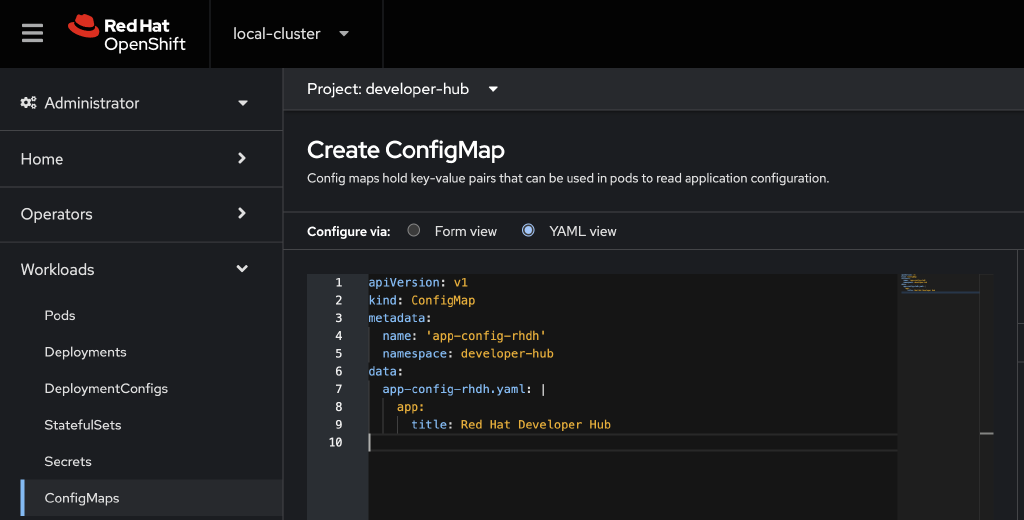 Red Hat
OpenShift
local-cluster
Administrator
Home
Operators
Workloads
Pods
Deployments
DeploymentConfigs
StatefulSets
Secrets
ConfigMaps
Project: developer-hub
Create ConfigMap
Config maps hold key-value pairs that can be used in pods to read application configuration.
Configure via: Form view YAML view
1 apiVersion: v1
2 kind: ConfigMap
3 metadata:
4 name: 'app-config-rhdh'
5 namespace: developer-hub
6 data:
7 app-config-rhdh.yaml: |
8 app:
9 title: Red Hat Developer Hub
10